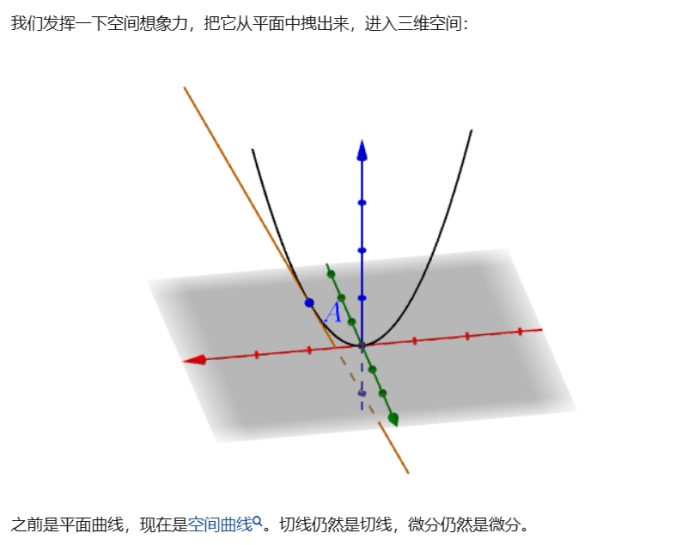 我们发挥一下空间想象力，把它从平面中拽出来，进入三维空间：
A
之前是平面曲线，现在是空间曲线。切线仍然是切线，微分仍然是微分。